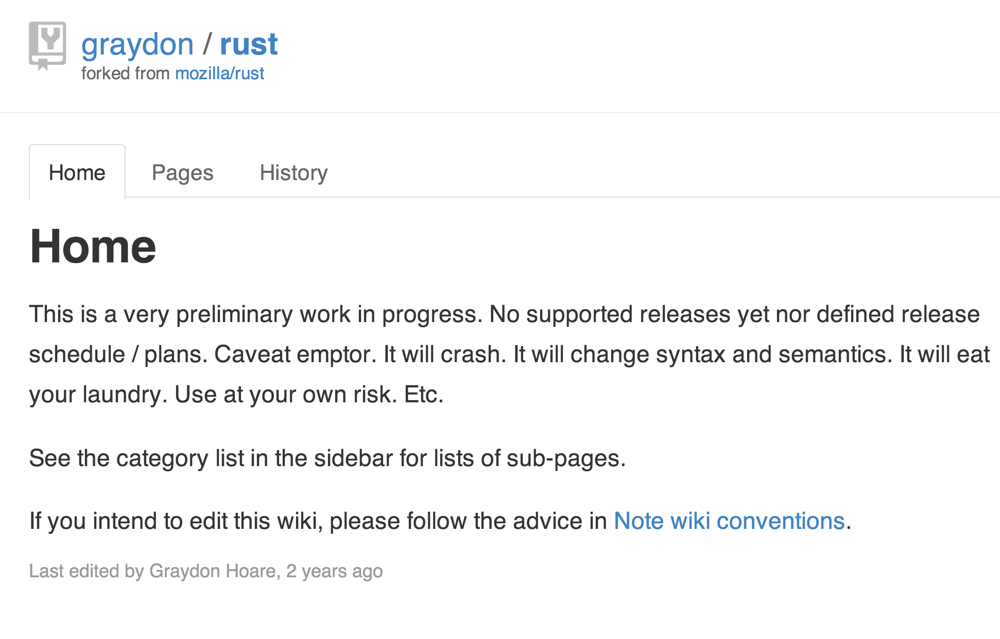 graydon / rust
forked from mozilla/rust
Home Pages History
Home
This is a very preliminary work in progress. No supported releases yet nor defined release
schedule / plans. Caveat emptor. It will crash. It will change syntax and semantics. It will eat
your laundry. Use at your own risk. Etc.
See the category list in the sidebar for lists of sub-pages.
If you intend to edit this wiki, please follow the advice in Note wiki conventions.
Last edited by Graydon Hoare, 2 years ago